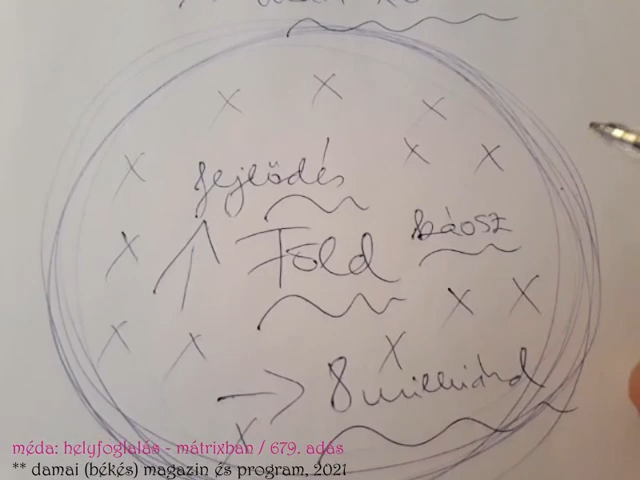 fejlődés
káosz
↑ Föld
→ 8 milliárd
méda: helyfoglalás - mátrixban / 679. adás
** damai (békés) magazin és program, 2021